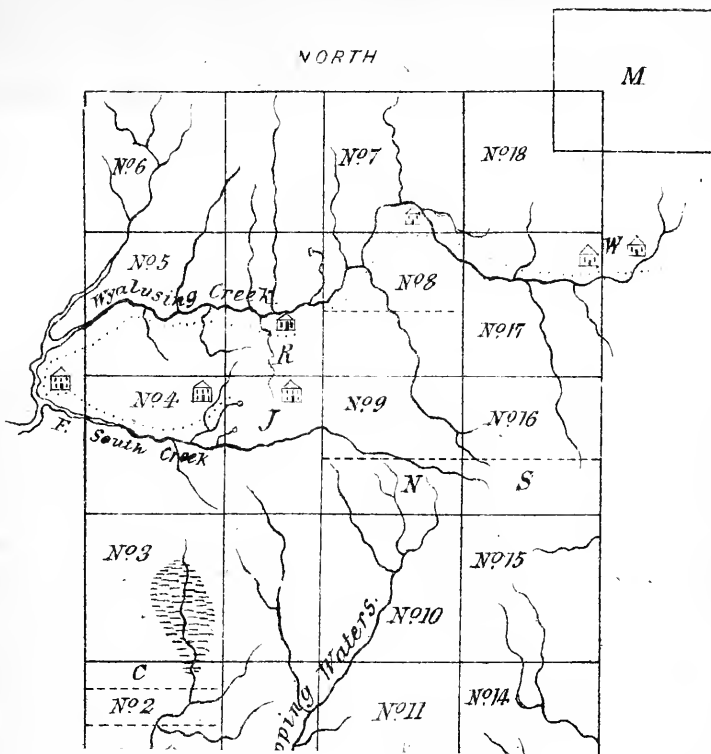 NORTH
M
No6
No7
No18
No5
W
Wyalusing Creek
No8
No17
R
No4
J
No9
No16
F.
South Creek
N
S
No3
No15
No10
pping Waters.
C
No2
No11
No14